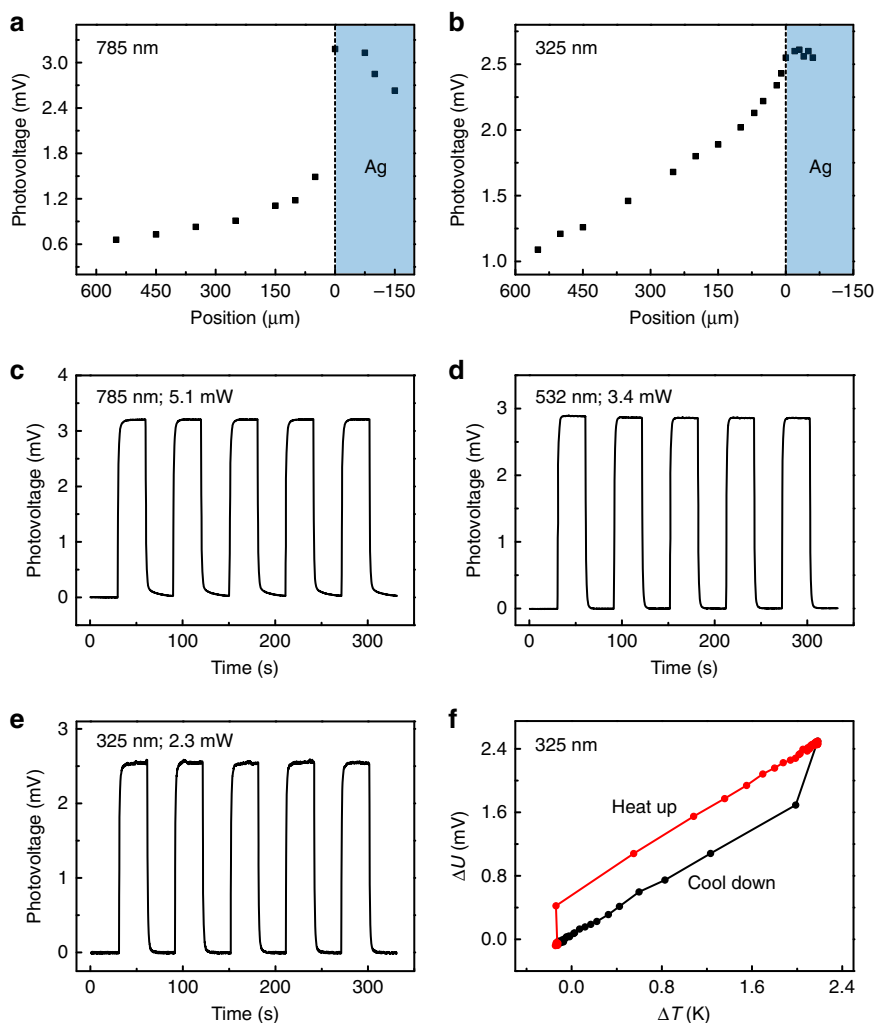 a
785 nm
3.0
2.4
1.8
1.2
0.6
Photovoltage (mV)
Ag
600 450 300 150 0 –150
Position (μm)
b
325 nm
2.5
2.0
1.5
1.0
Photovoltage (mV)
Ag
600 500 400 300 200 100 0 –150
Position (μm)
c
785 nm; 5.1 mW
4
3
2
1
0
Photovoltage (mV)
0 100 200 300
Time (s)
d
532 nm; 3.4 mW
3
2
1
0
Photovoltage (mV)
0 100 200 300
Time (s)
e
325 nm; 2.3 mW
3
2
1
0
Photovoltage (mV)
0 100 200 300
Time (s)
f
325 nm
2.4
1.6
0.8
0.0
ΔU (mV)
Heat up
Cool down
0.0 0.8 1.6 2.4
ΔT (K)